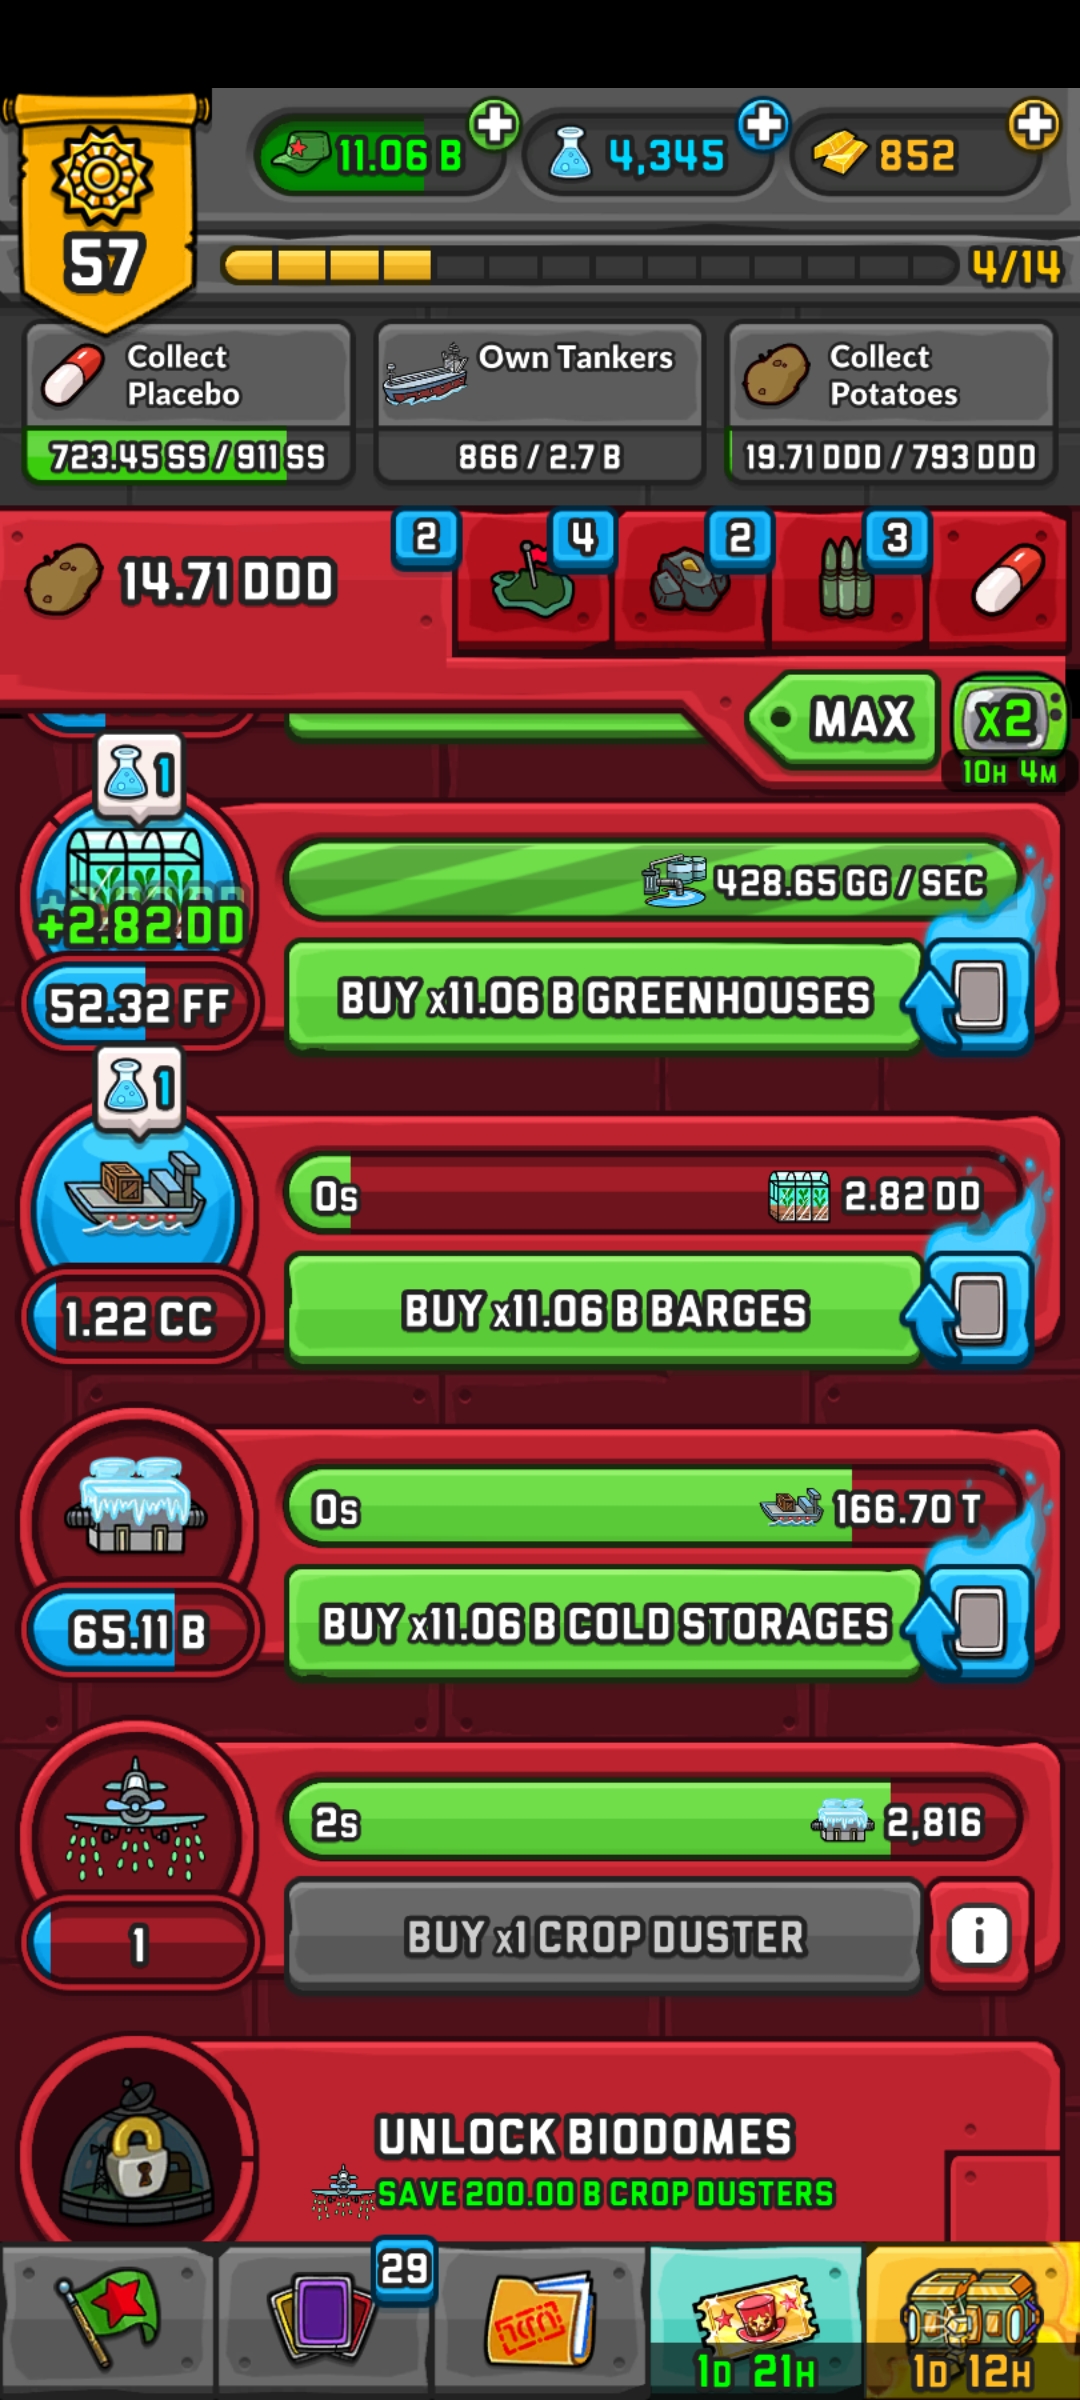 11.06 B
4,345
852
57
4/14
Collect
Placebo
723.45 SS / 911 SS
Own Tankers
866 / 2.7 B
Collect
Potatoes
19.71 DDD / 793 DDD
14.71 DDD
2
4
2
3
MAX
x2
10H 4M
1
+2.82 DD
428.65 GG / SEC
52.32 FF
BUY x11.06 B GREENHOUSES
1
0s
2.82 DD
1.22 CC
BUY x11.06 B BARGES
0s
166.70 T
65.11 B
BUY x11.06 B COLD STORAGES
2s
2,816
1
BUY x1 CROP DUSTER
i
UNLOCK BIODOMES
SAVE 200.00 B CROP DUSTERS
29
1D 21H
1D 12H